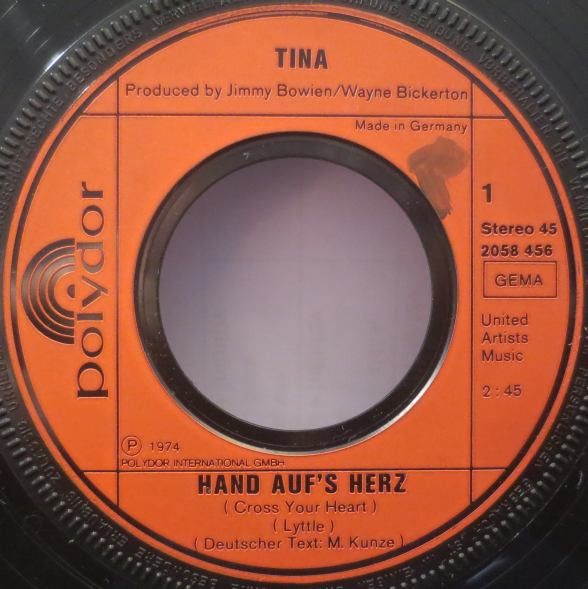 TINA
Produced by Jimmy Bowien/Wayne Bickerton
Made in Germany
1
Stereo 45
2058 456
GEMA
United
Artists
Music
2:45
polydor
Ⓟ 1974
POLYDOR INTERNATIONAL GMBH
HAND AUF'S HERZ
(Cross Your Heart)
(Lyttle)
(Deutscher Text: M. Kunze)